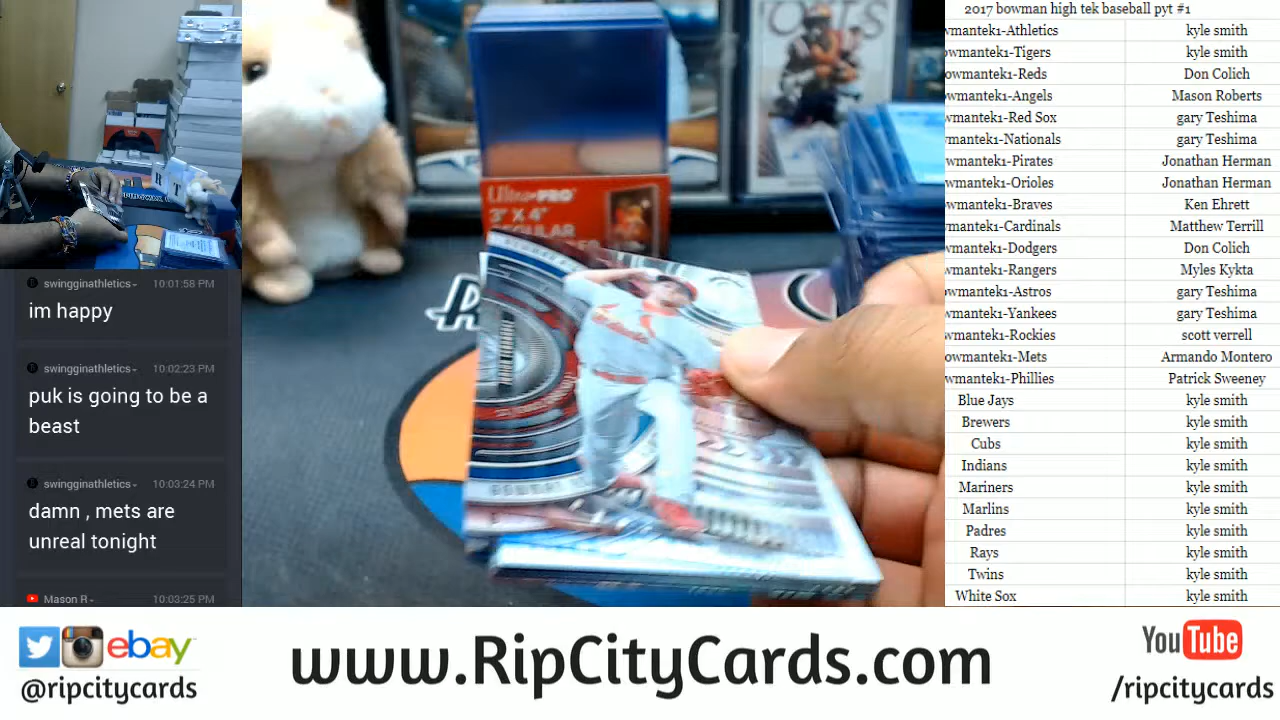 2017 bowman high tek baseball pyt #1
wmantek1-Athletics kyle smith
owmantek1-Tigers kyle smith
owmantek1-Reds Don Colich
wmantek1-Angels Mason Roberts
wmantek1-Red Sox gary Teshima
wmantek1-Nationals gary Teshima
wmantek1-Pirates Jonathan Herman
wmantek1-Orioles Jonathan Herman
wmantek1-Braves Ken Ehrett
wmantek1-Cardinals Matthew Terrill
wmantek1-Dodgers Don Colich
wmantek1-Rangers Myles Kykta
wmantek1-Astros gary Teshima
wmantek1-Yankees gary Teshima
wmantek1-Rockies scott verrell
owmantek1-Mets Armando Montero
wmantek1-Phillies Patrick Sweeney
Blue Jays kyle smith
Brewers kyle smith
Cubs kyle smith
Indians kyle smith
Mariners kyle smith
Marlins kyle smith
Padres kyle smith
Rays kyle smith
Twins kyle smith
White Sox kyle smith
swingginathletics 10:01:58 PM
im happy
swingginathletics 10:02:23 PM
puk is going to be a
beast
swingginathletics 10:03:24 PM
damn , mets are
unreal tonight
Mason R 10:03:25 PM
Ultra•PRO
3" X 4"
REGULAR
ebay
@ripcitycards
www.RipCityCards.com
YouTube
/ripcitycards